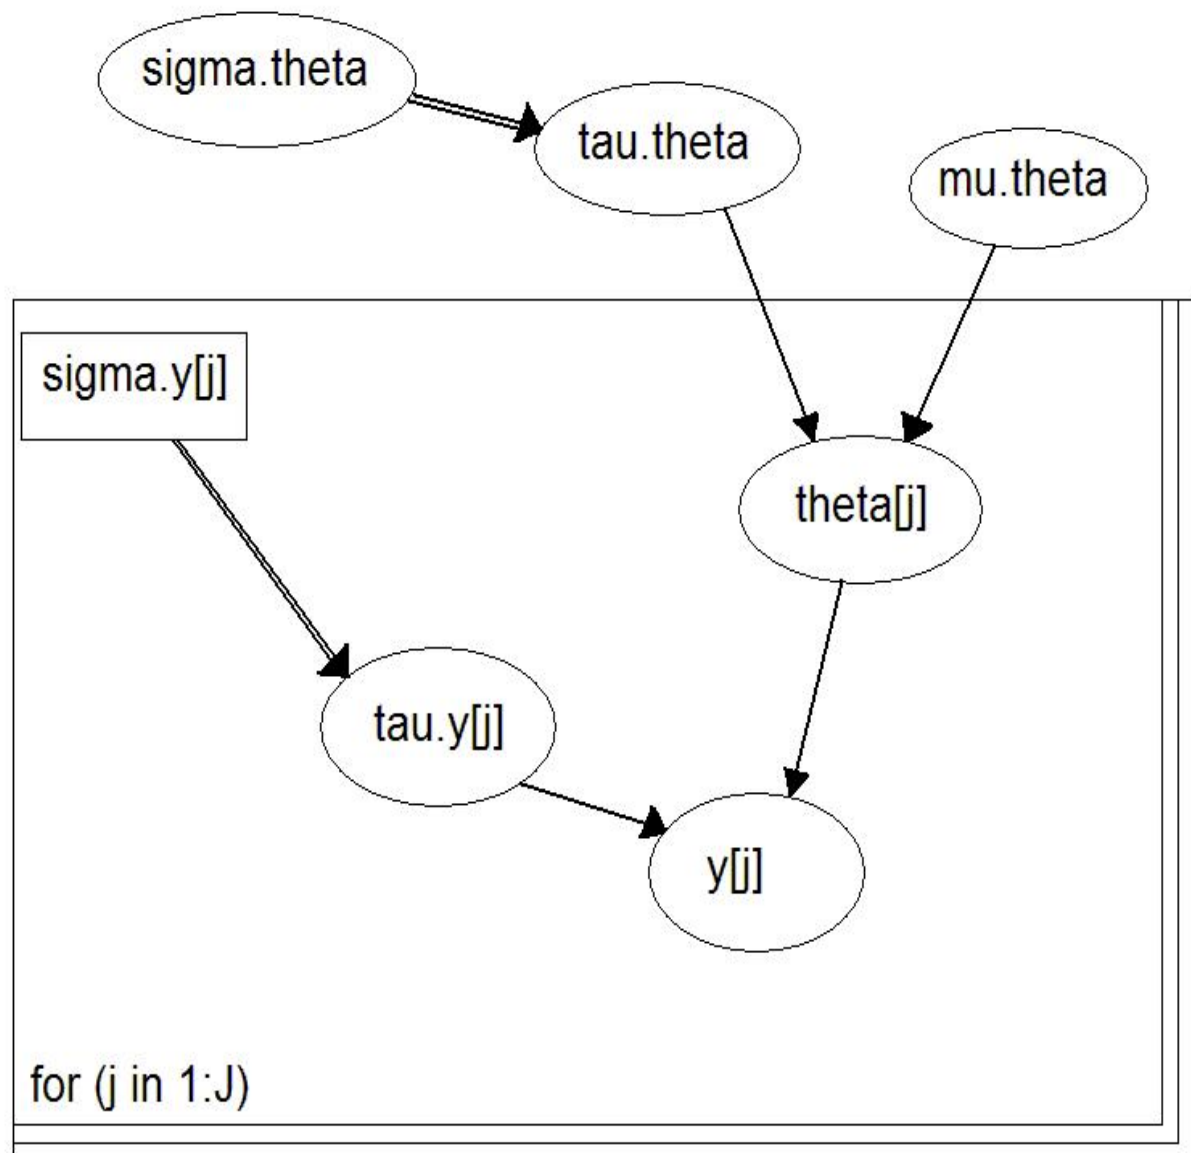 sigma.theta
tau.theta
mu.theta
sigma.y[j]
theta[j]
tau.y[j]
y[j]
for (j in 1:J)